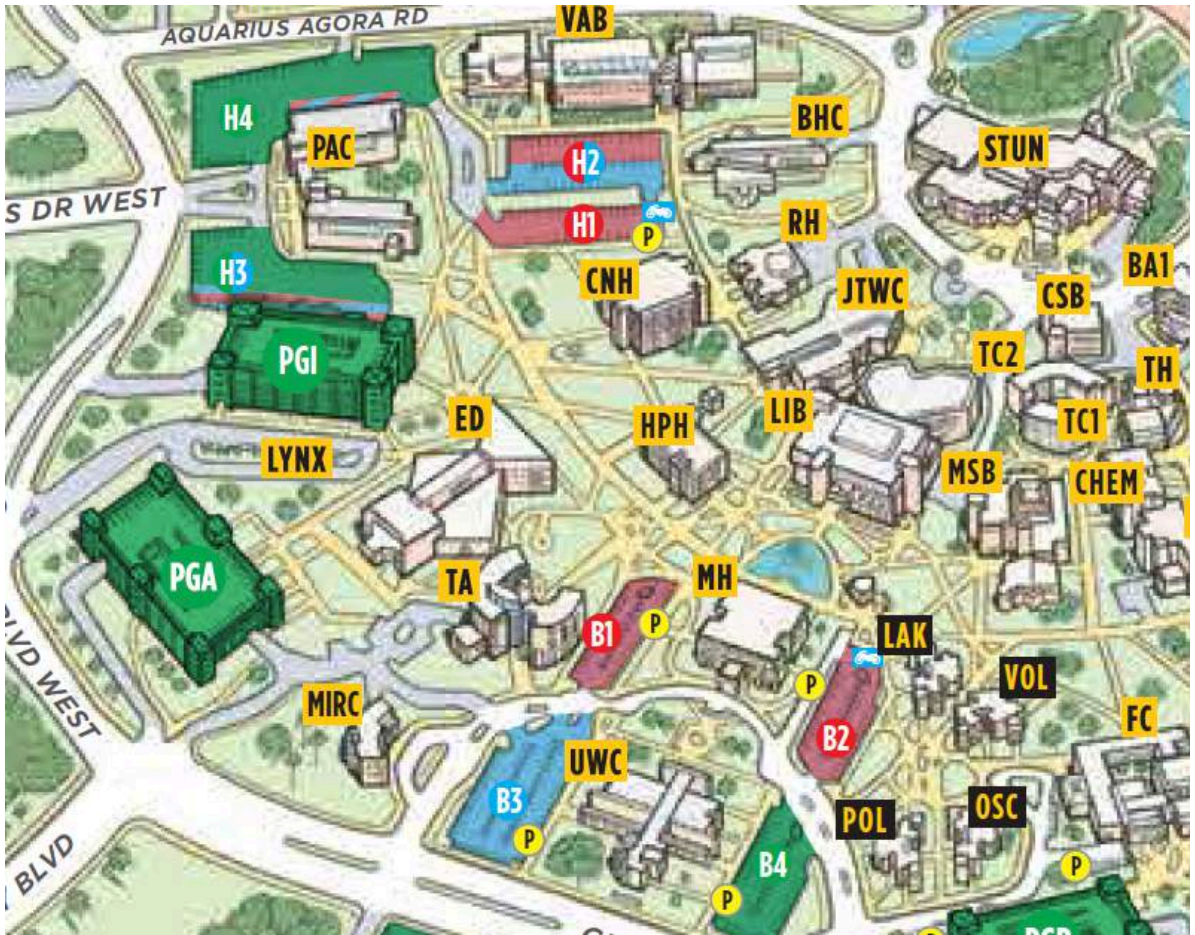 AQUARIUS AGORA RD
VAB
H4
PAC
H2
BHC
STUN
S DR WEST
H1
P
RH
H3
CNH
JTWC
BA1
CSB
PGI
TC2
TH
ED
HPH
LIB
TC1
LYNX
MSB
CHEM
PGA
TA
MH
B1
P
LAK
VOL
LVD WEST
MIRC
P
B2
FC
UWC
B3
P
POL
OSC
BLVD
B4
P
P